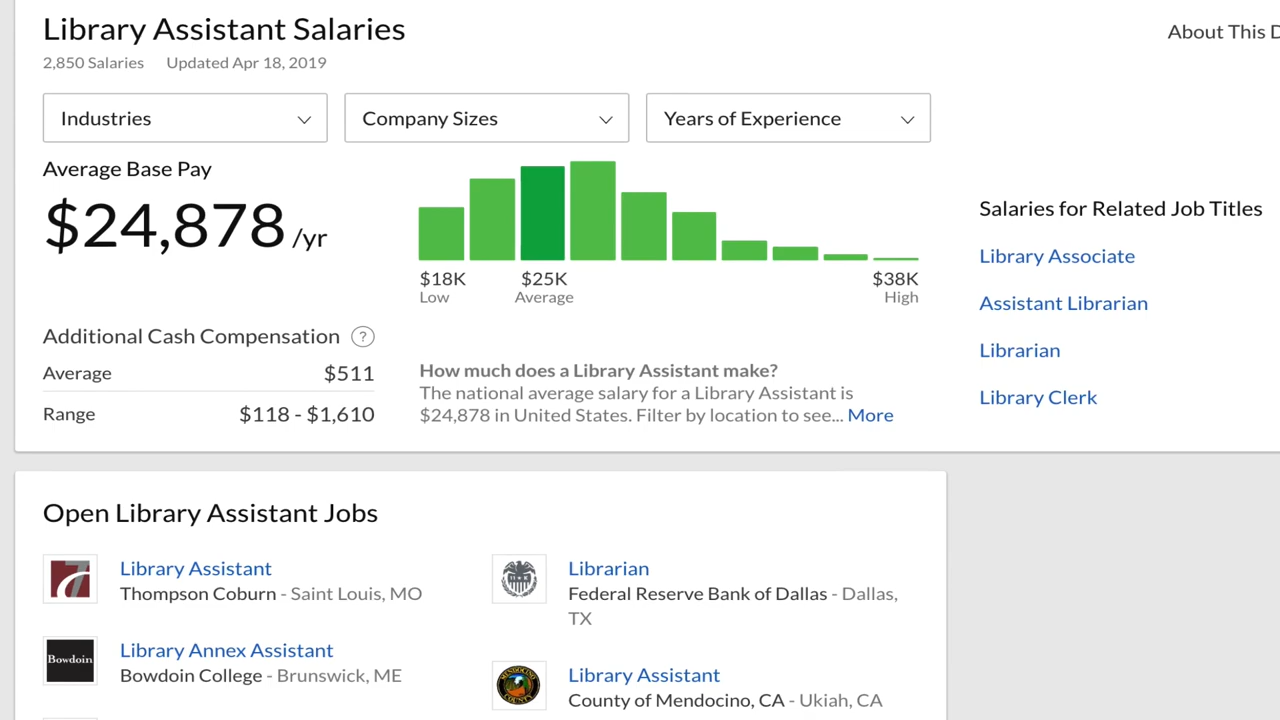 Library Assistant Salaries
About This D
2,850 Salaries Updated Apr 18, 2019
Industries
Company Sizes
Years of Experience
Average Base Pay
$24,878 /yr
$18K
Low
$25K
Average
$38K
High
Additional Cash Compensation ?
Average $511
Range $118 - $1,610
How much does a Library Assistant make?
The national average salary for a Library Assistant is
$24,878 in United States. Filter by location to see... More
Salaries for Related Job Titles
Library Associate
Assistant Librarian
Librarian
Library Clerk
Open Library Assistant Jobs
Library Assistant
Thompson Coburn - Saint Louis, MO
Bowdoin
Library Annex Assistant
Bowdoin College - Brunswick, ME
Librarian
Federal Reserve Bank of Dallas - Dallas,
TX
MENDOCINO
COUNTY
Library Assistant
County of Mendocino, CA - Ukiah, CA